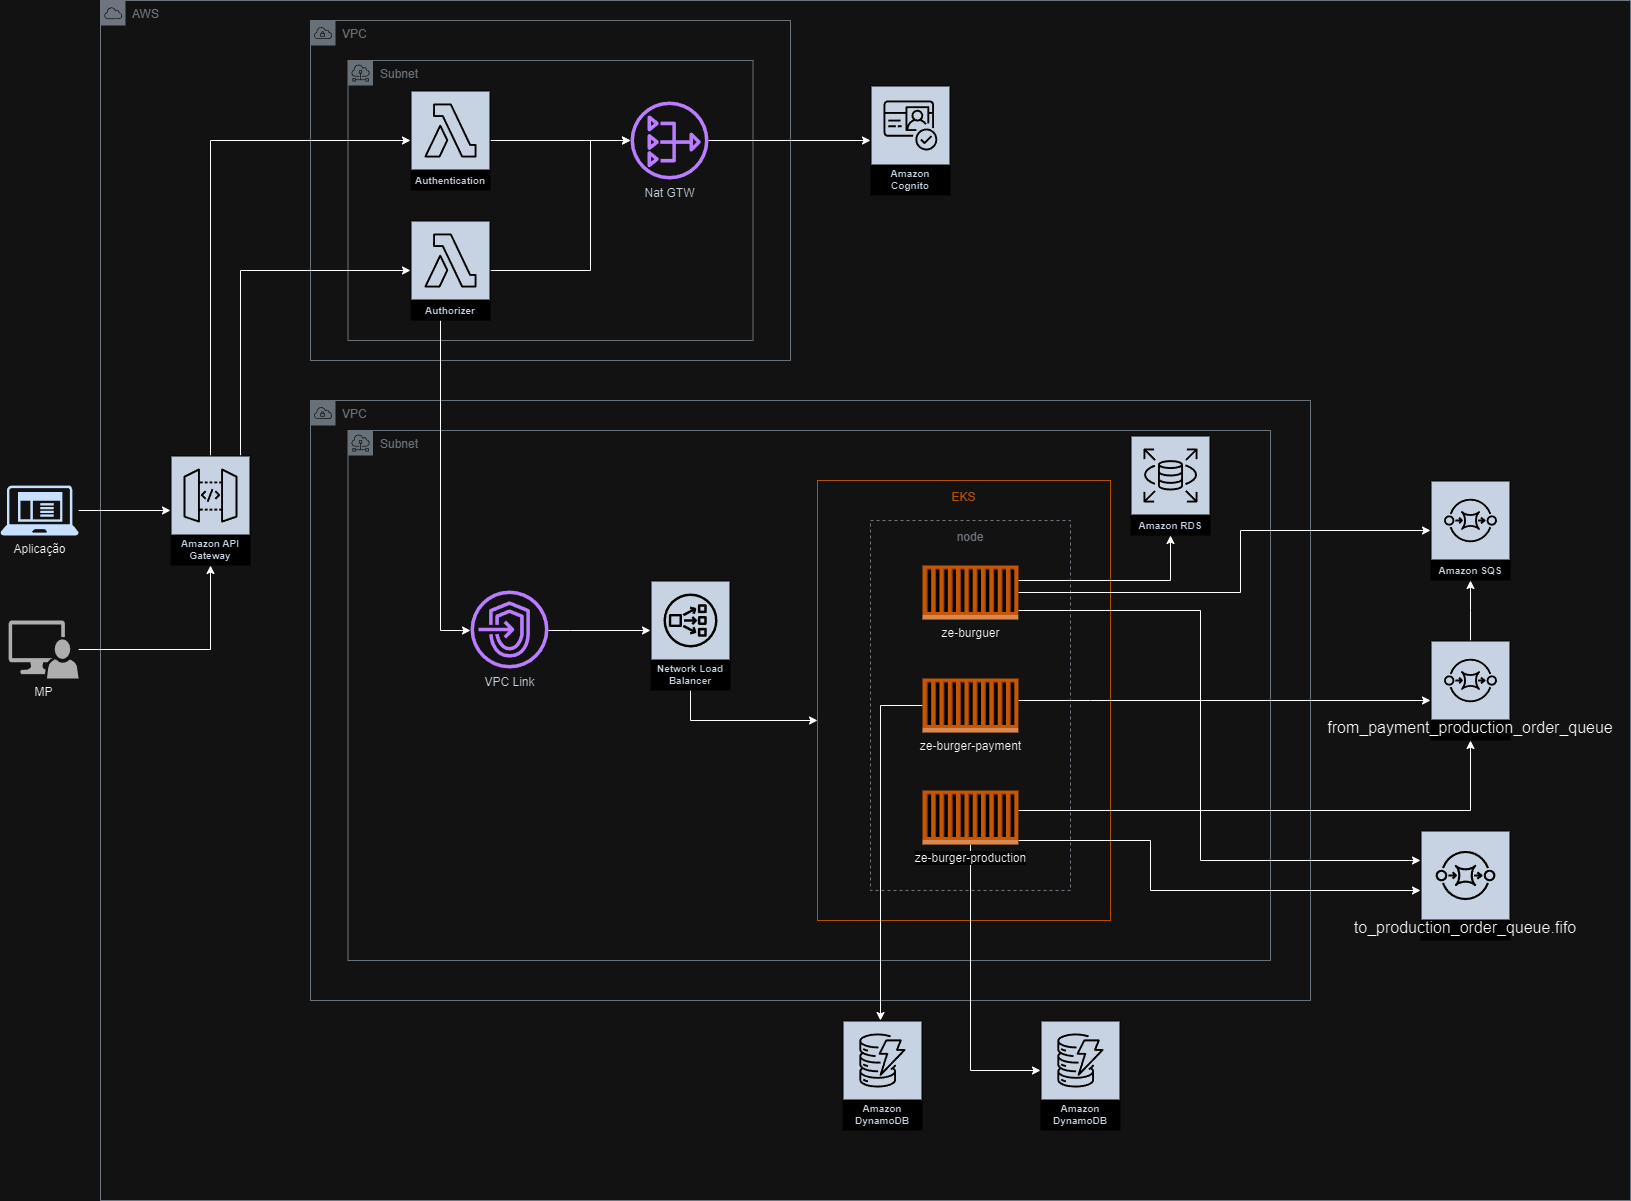 AWS
VPC
Subnet
Authentication
Nat GTW
Amazon
Cognito
Authorizer
VPC
Subnet
EKS
node
Amazon RDS
Aplicação
Amazon API
Gateway
Amazon SQS
ze-burguer
MP
VPC Link
Network Load
Balancer
ze-burger-payment
from_payment_production_order_queue
ze-burger-production
to_production_order_queue.fifo
Amazon
DynamoDB
Amazon
DynamoDB